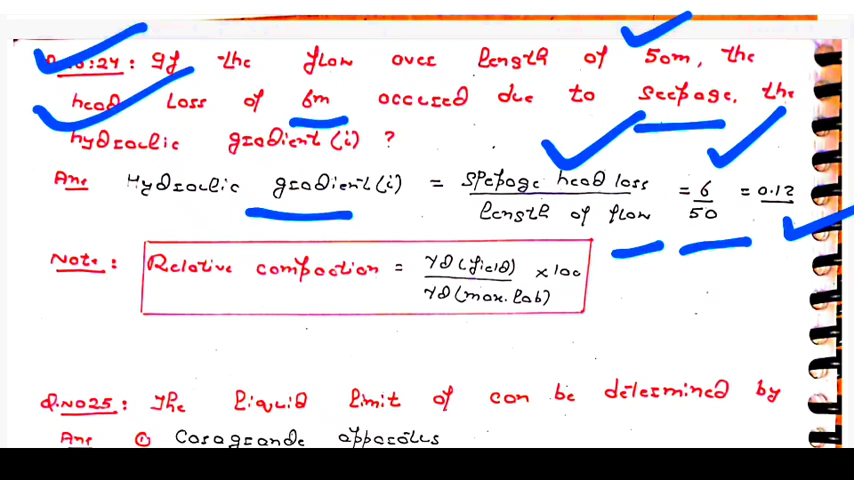 Q.NO:24: If the flow over length of 50m, the
head loss of 6m occured due to seepage, the
hydraulic gradient (i) ?
Ans Hydraulic gradient (i) = seepage head loss / length of flow = 6/50 = 0.12
Note: Relative compaction = γd (field) / γd (max. lab) × 100
Q.NO25: The liquid limit of can be determined by
Ans ① Casagrande apparatus